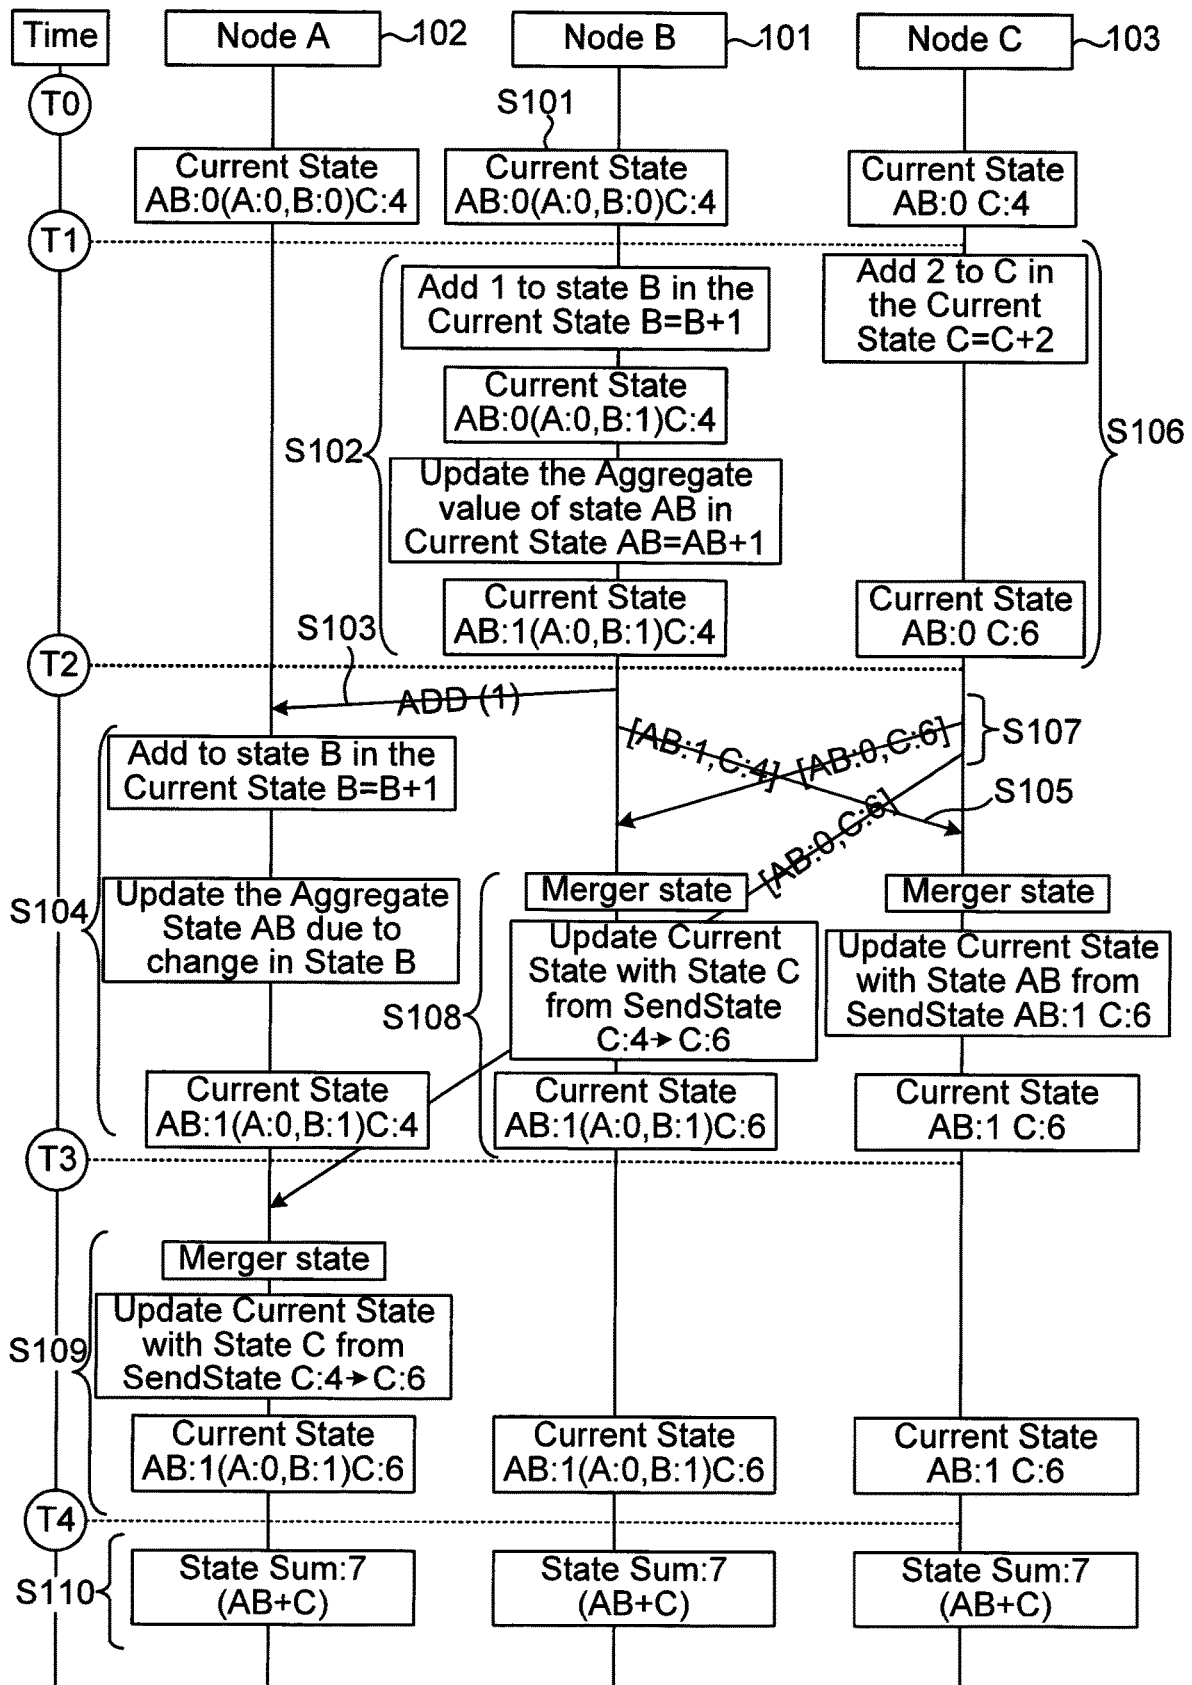 Time
Node A
102
Node B
101
Node C
103
T0
S101
Current State
AB:0(A:0,B:0)C:4
Current State
AB:0(A:0,B:0)C:4
Current State
AB:0 C:4
T1
Add 1 to state B in the
Current State B=B+1
Add 2 to C in
the Current
State C=C+2
Current State
AB:0(A:0,B:1)C:4
S102
S106
Update the Aggregate
value of state AB in
Current State AB=AB+1
Current State
AB:1(A:0,B:1)C:4
Current State
AB:0 C:6
S103
T2
ADD (1)
[AB:1,C:4]
[AB:0,C:6]
S107
Add to state B in the
Current State B=B+1
S105
[AB:0,C:6]
S104
Update the Aggregate
State AB due to
change in State B
Merger state
Merger state
Update Current
State with State C
from SendState
C:4→C:6
Update Current State
with State AB from
SendState AB:1 C:6
S108
Current State
AB:1(A:0,B:1)C:4
Current State
AB:1(A:0,B:1)C:6
Current State
AB:1 C:6
T3
Merger state
S109
Update Current State
with State C from
SendState C:4→C:6
Current State
AB:1(A:0,B:1)C:6
Current State
AB:1(A:0,B:1)C:6
Current State
AB:1 C:6
T4
S110
State Sum:7
(AB+C)
State Sum:7
(AB+C)
State Sum:7
(AB+C)